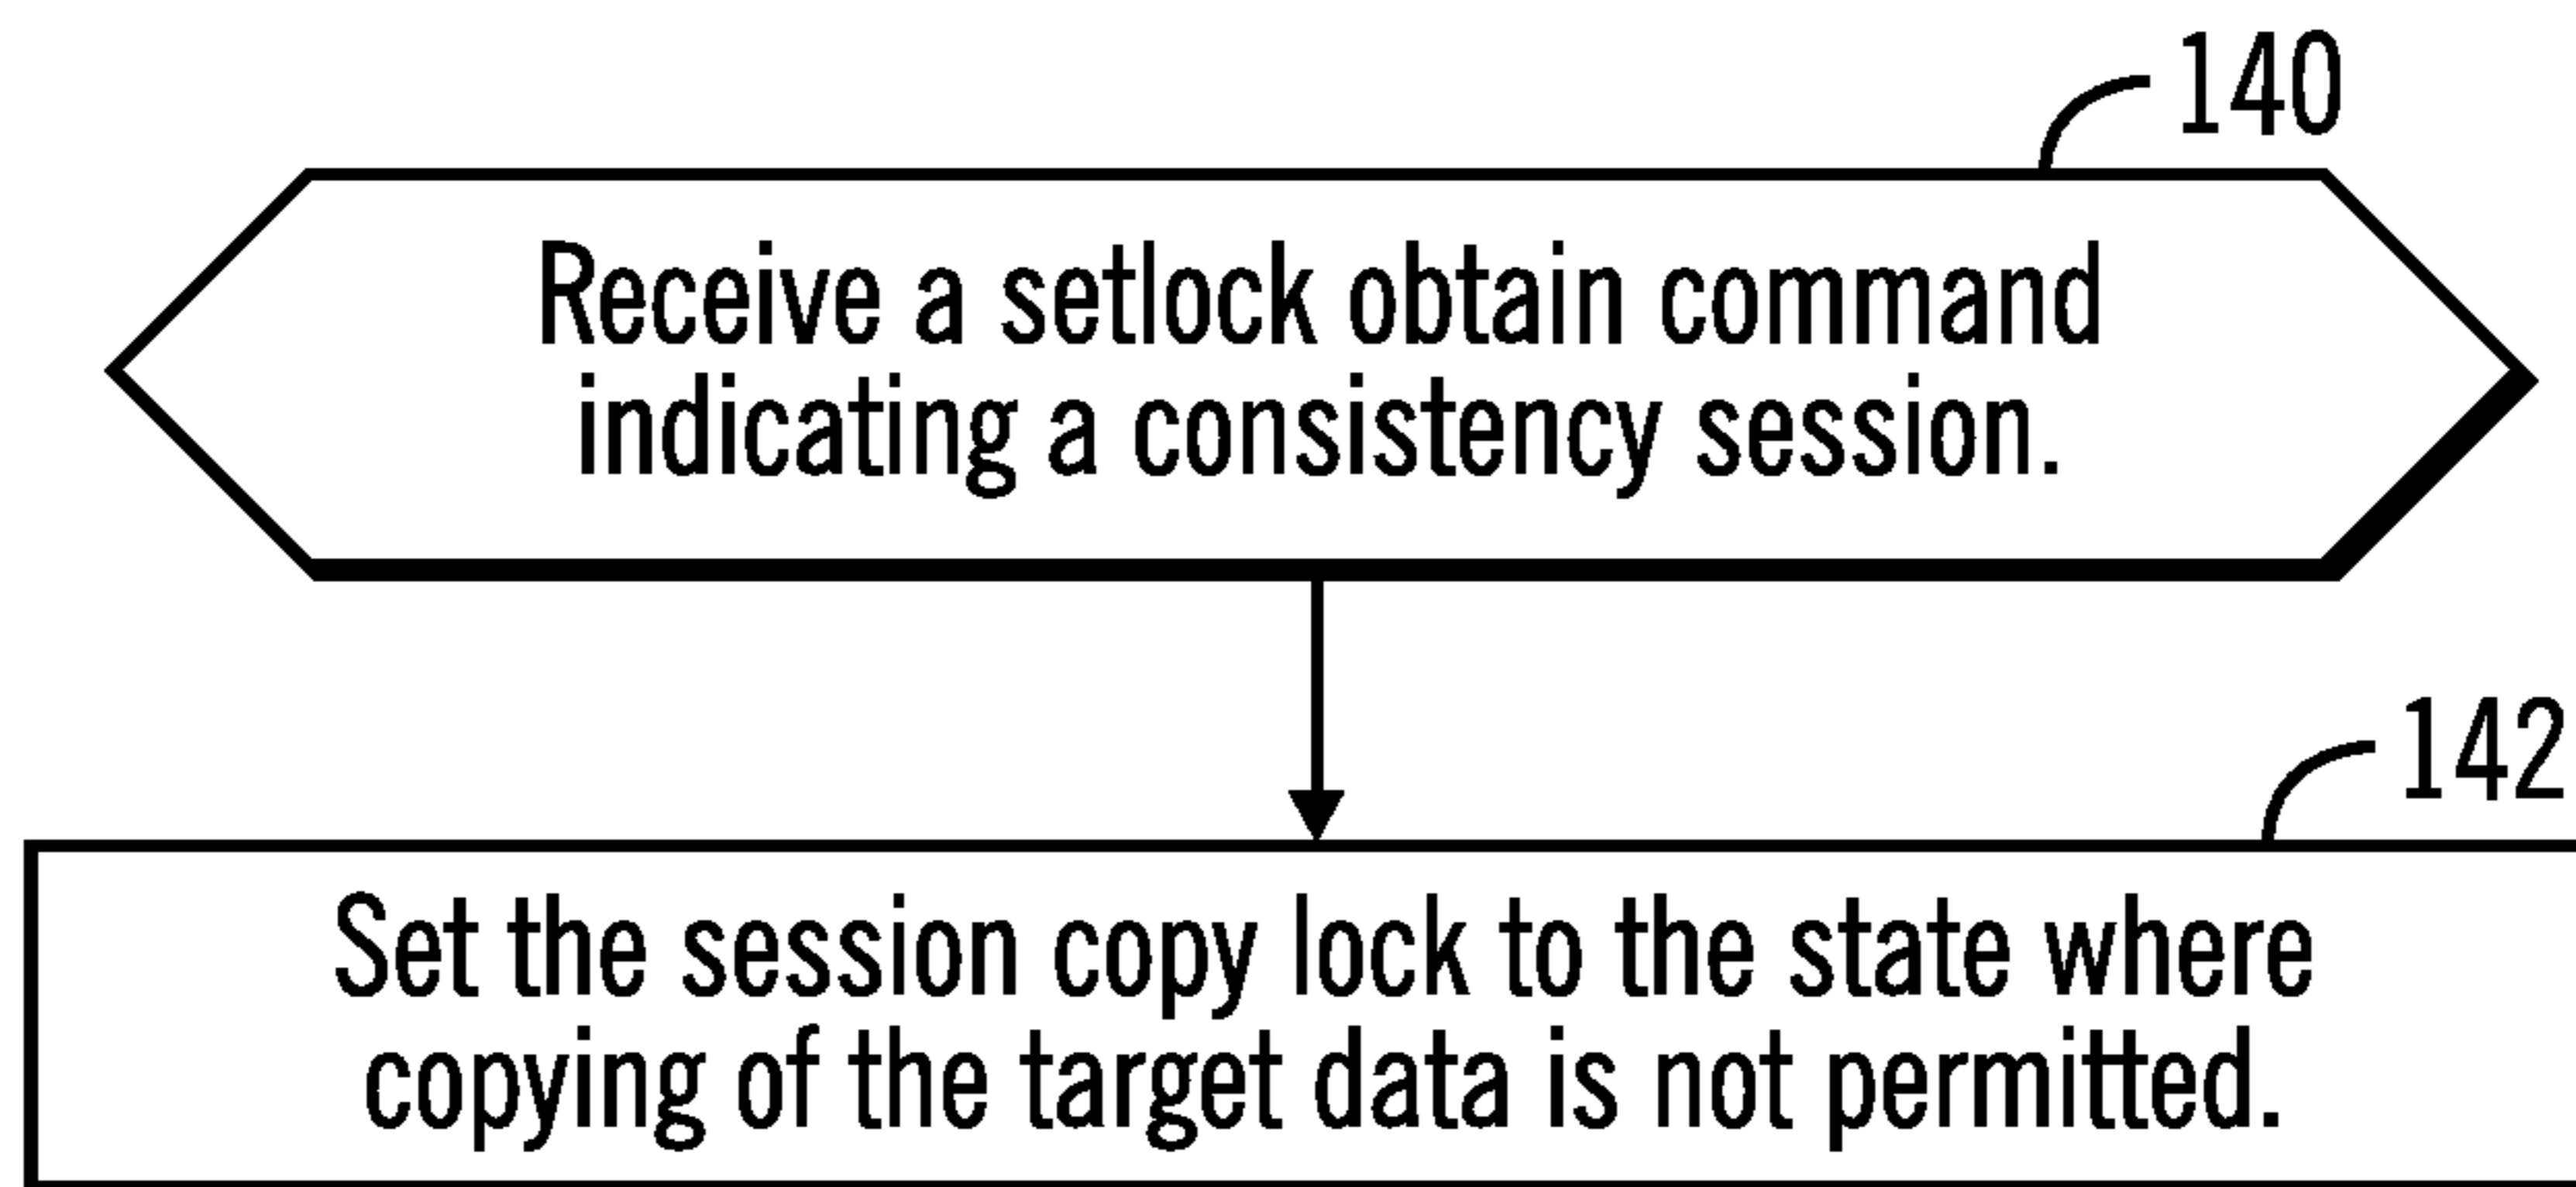 140
Receive a setlock obtain command
indicating a consistency session.
142
Set the session copy lock to the state where
copying of the target data is not permitted.